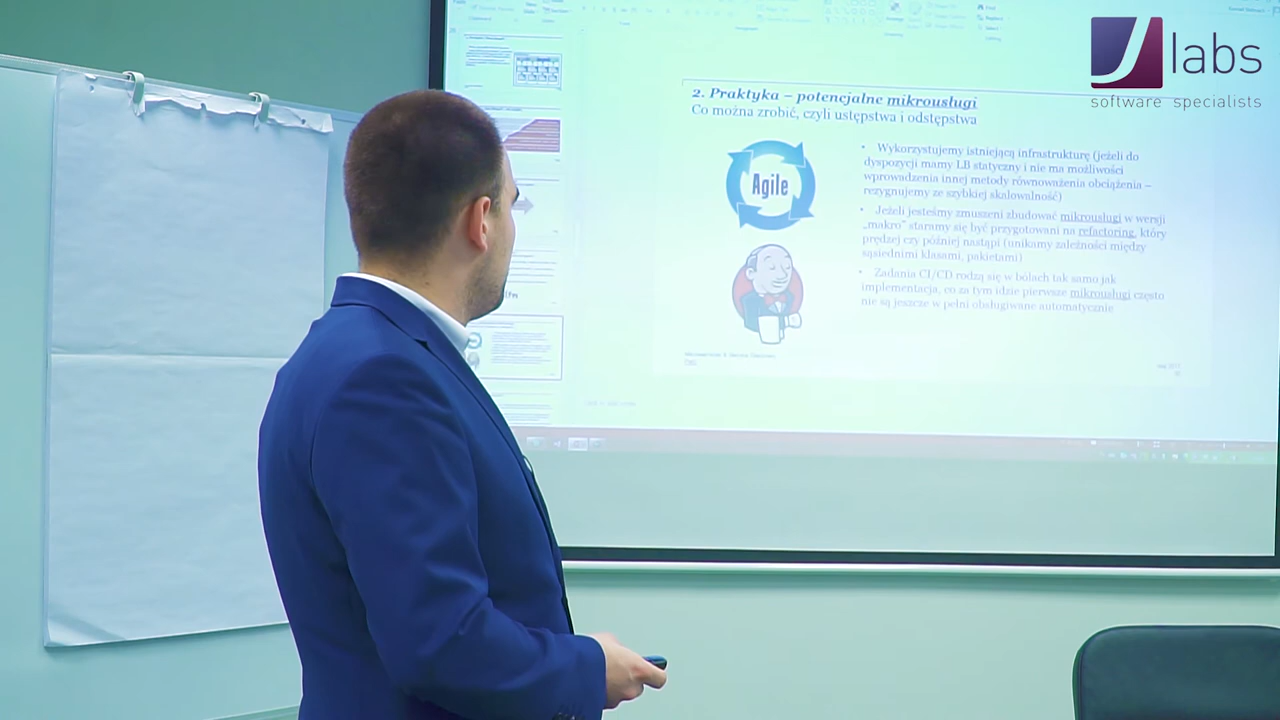 J labs
software specialists
2. Praktyka – potencjalne mikrousługi
Co można zrobić, czyli ustępstwa i odstępstwa
Agile
• Wykorzystujemy istniejącą infrastrukturę (jeżeli do
dyspozycji mamy LB statyczny i nie ma możliwości
wprowadzenia innej metody równoważenia obciążenia –
rezygnujemy ze szybkiej skalowalność)
• Jeżeli jesteśmy zmuszeni zbudować mikrousługi w wersji
„makro” staramy się być przygotowani na refactoring, który
prędzej czy później nastąpi (unikamy zależności między
sąsiednimi klasami, pakietami)
• Zadania CI/CD rodzą się w bólach tak samo jak
implementacja, co za tym idzie pierwsze mikrousługi często
nie są jeszcze w pełni obsługiwane automatycznie